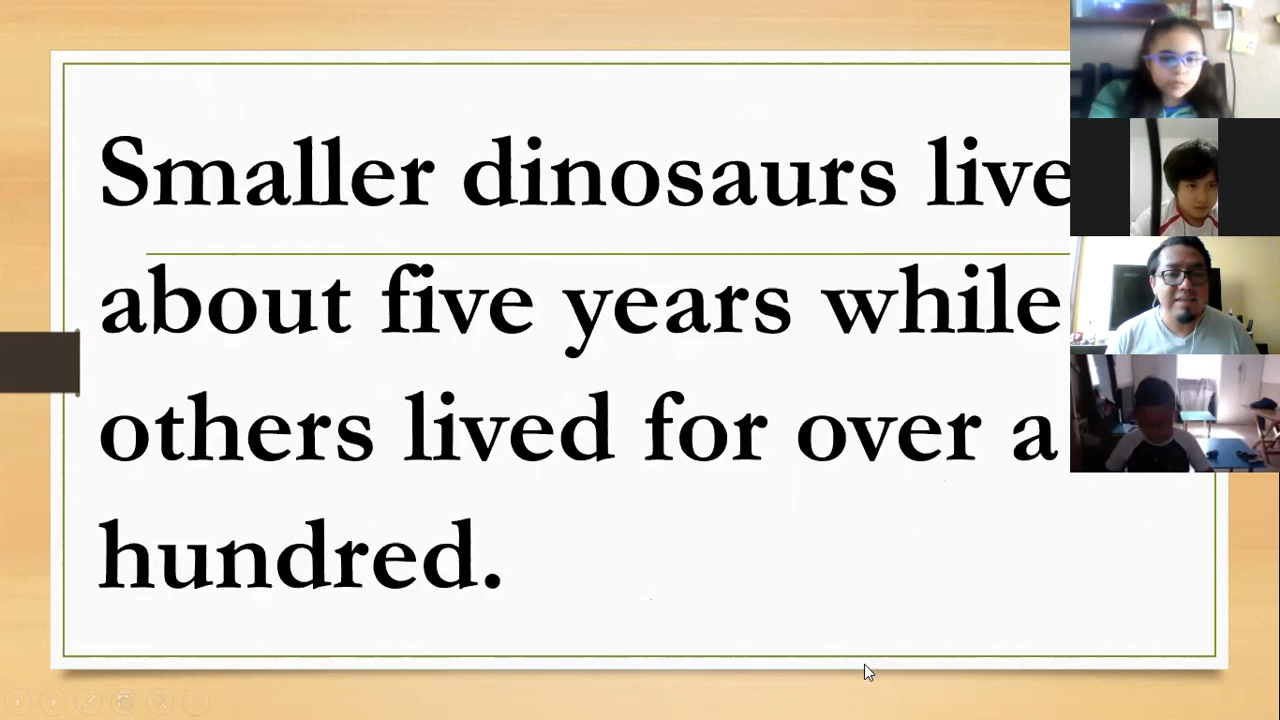 Smaller dinosaurs live
about five years while
others lived for over a
hundred.